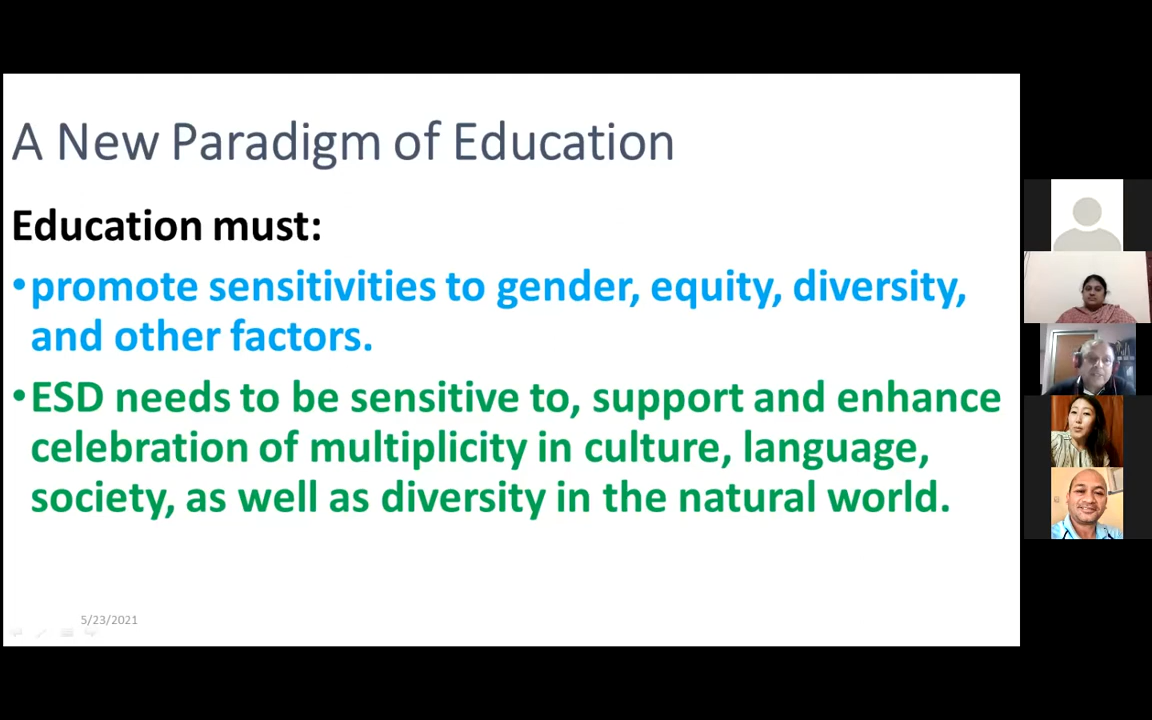 A New Paradigm of Education
Education must:
•promote sensitivities to gender, equity, diversity,
and other factors.
•ESD needs to be sensitive to, support and enhance
celebration of multiplicity in culture, language,
society, as well as diversity in the natural world.
5/23/2021